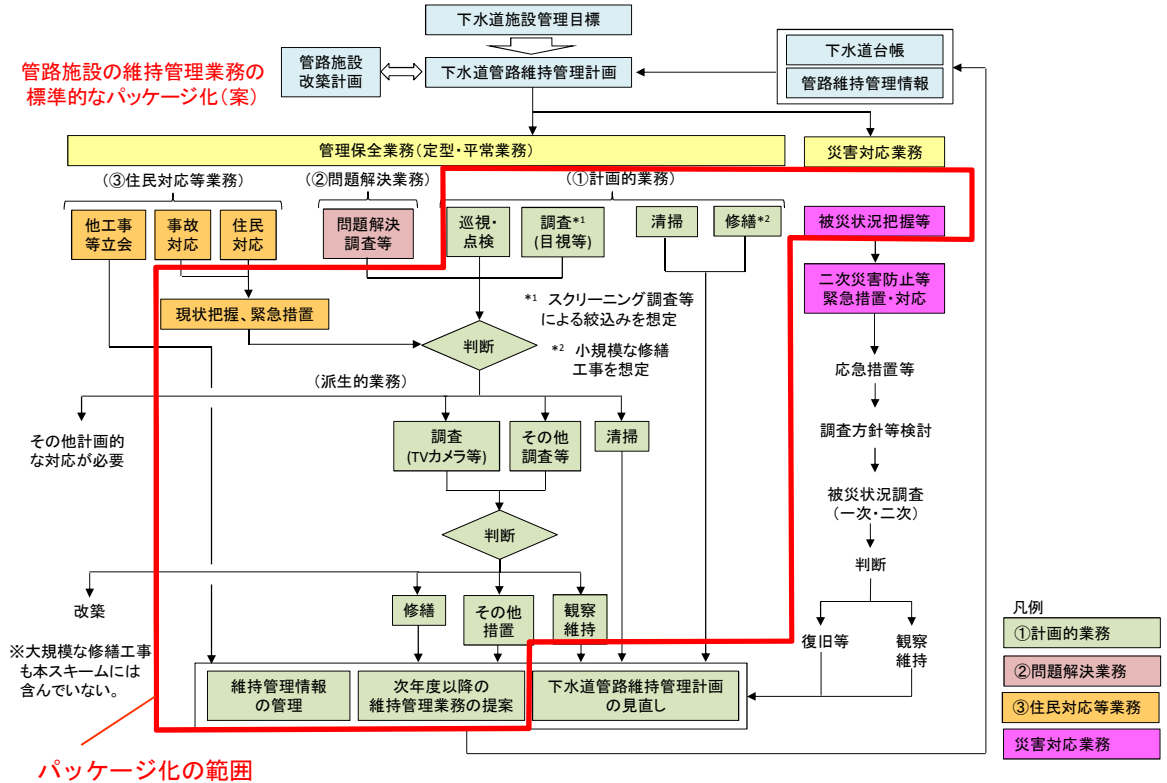 下水道施設管理目標
管路施設の維持管理業務の
標準的なパッケージ化(案)
管路施設
改築計画
下水道管路維持管理計画
下水道台帳
管路維持管理情報
管理保全業務(定型・平常業務)
災害対応業務
(③住民対応等業務)
(②問題解決業務)
(①計画的業務)
他工事
等立会
事故
対応
住民
対応
問題解決
調査等
巡視・
点検
調査*1
(目視等)
清掃
修繕*2
被災状況把握等
二次災害防止等
緊急措置・対応
現状把握、緊急措置
*1 スクリーニング調査等
による絞込みを想定
*2 小規模な修繕
工事を想定
判断
応急措置等
(派生的業務)
その他計画的
な対応が必要
調査
(TVカメラ等)
その他
調査等
清掃
調査方針等検討
被災状況調査
(一次・二次)
判断
判断
改築
修繕
その他
措置
観察
維持
復旧等
観察
維持
※大規模な修繕工事
も本スキームには
含んでいない。
維持管理情報
の管理
次年度以降の
維持管理業務の提案
下水道管路維持管理計画
の見直し
パッケージ化の範囲
凡例
①計画的業務
②問題解決業務
③住民対応等業務
災害対応業務